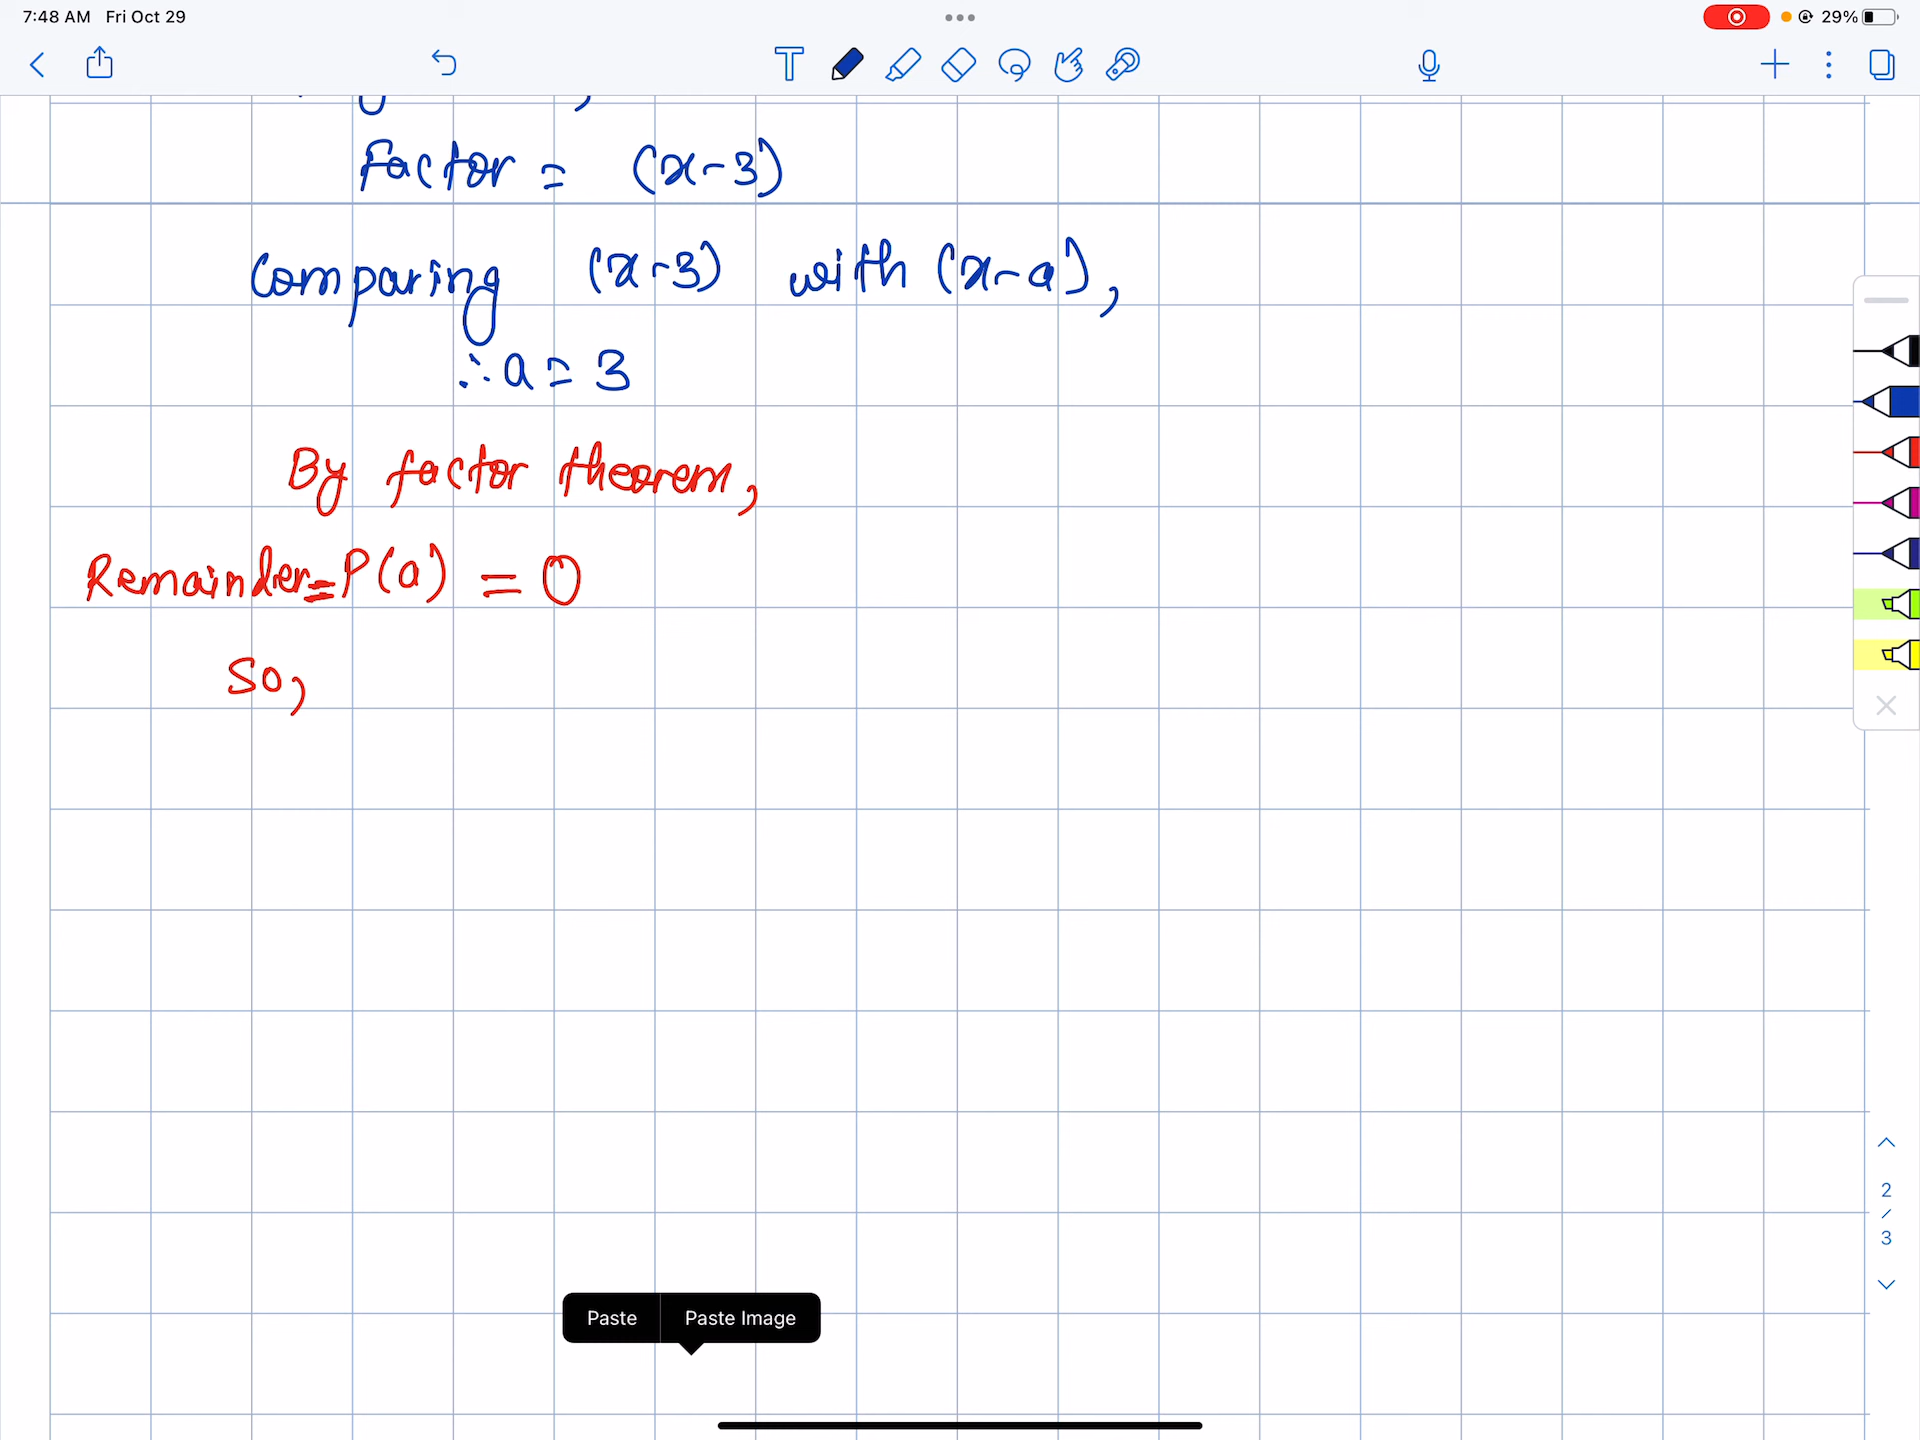 7:48 AM Fri Oct 29
29%
Factor = (x-3)
Comparing (x-3) with (x-a),
∴ a = 3
By factor theorem,
Remainder = P(a) = 0
So,
2
/
3
Paste Paste Image